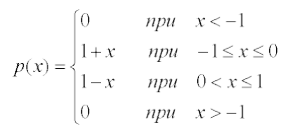 0 при x < -1
p(x) = { 1 + x при -1 ≤ x ≤ 0
1 - x при 0 < x ≤ 1
0 при x > -1